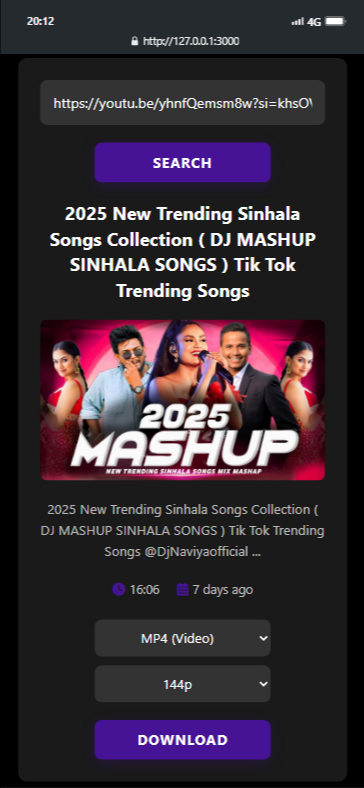 20:12
4G
http://127.0.0.1:3000
https://youtu.be/yhnfQemsm8w?si=khsO
SEARCH
2025 New Trending Sinhala
Songs Collection ( DJ MASHUP
SINHALA SONGS ) Tik Tok
Trending Songs
2025
MASHUP
NEW TRENDING SINHALA SONGS MIX MASHAP
2025 New Trending Sinhala Songs Collection (
DJ MASHUP SINHALA SONGS ) Tik Tok Trending
Songs @DjNaviyaofficial ...
16:06 7 days ago
MP4 (Video)
144p
DOWNLOAD